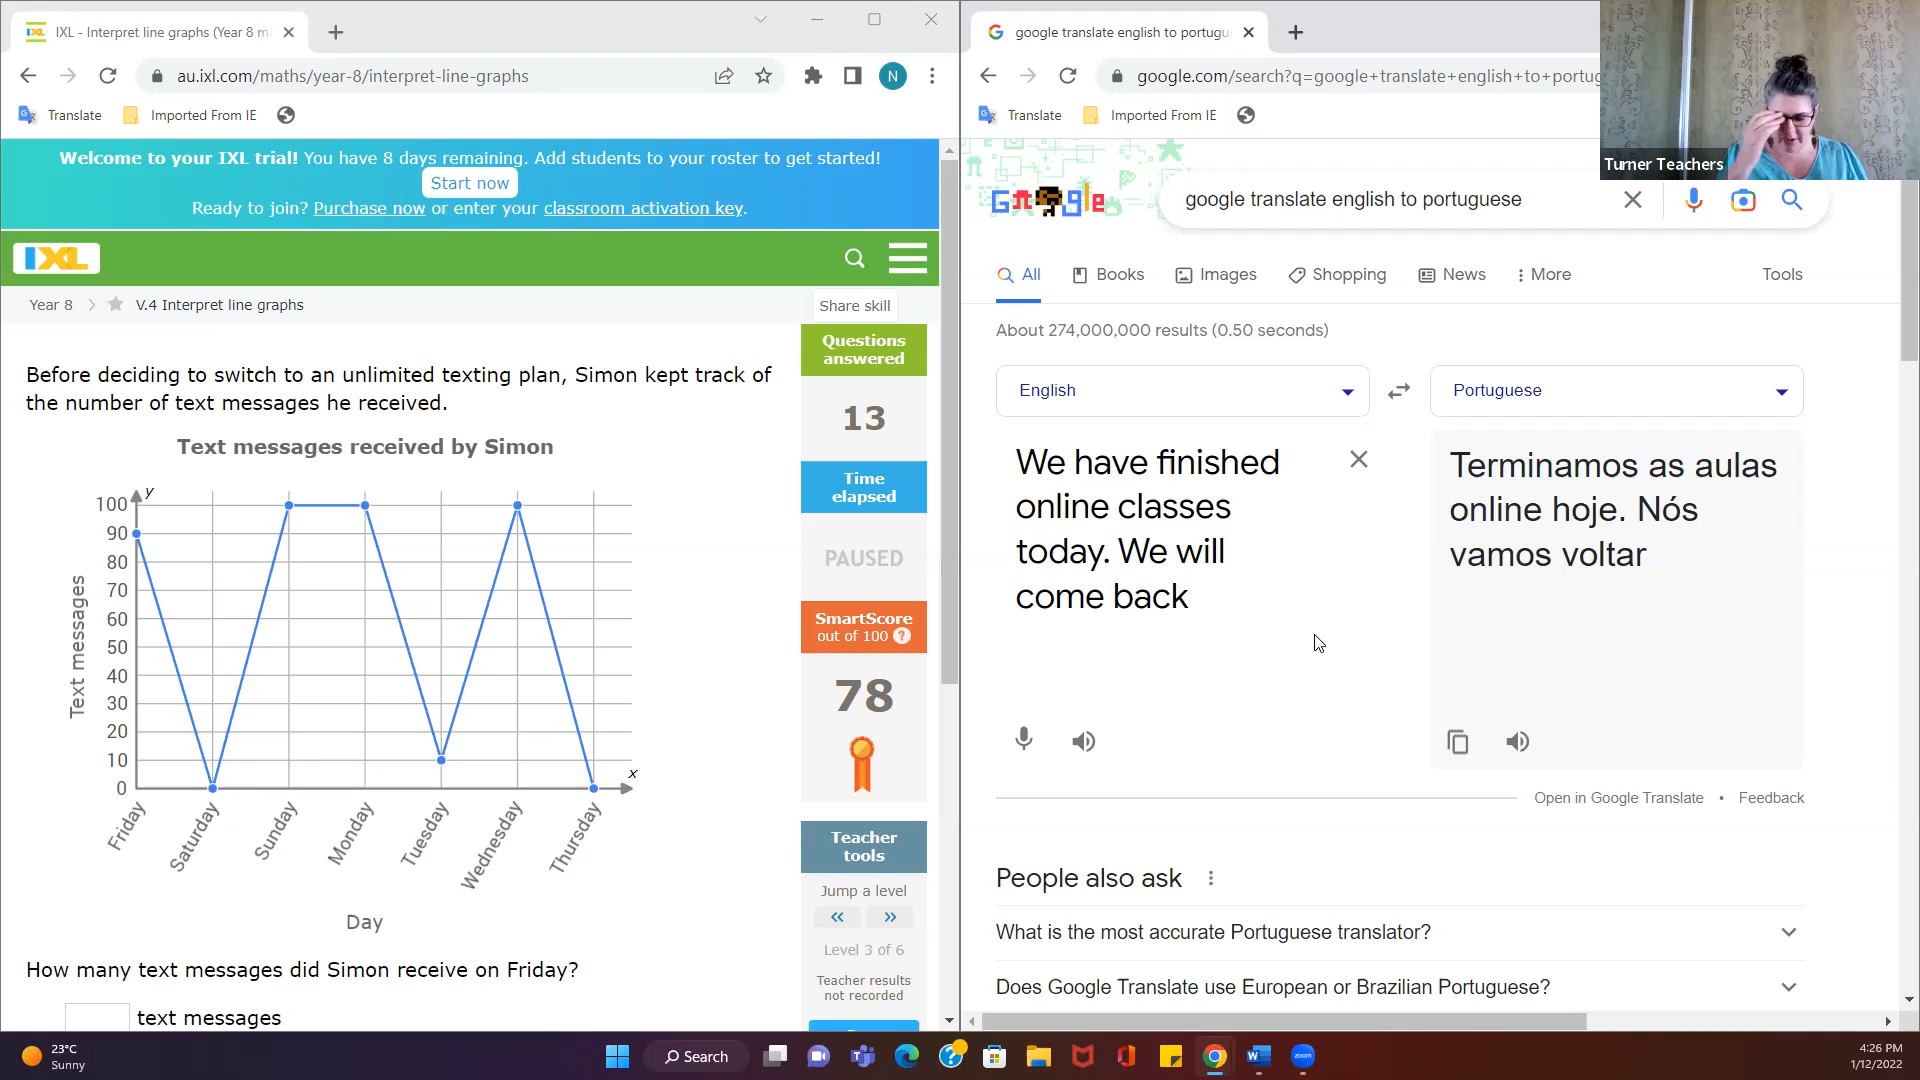 IXL - Interpret line graphs (Year 8 m
au.ixl.com/maths/year-8/interpret-line-graphs
N
Translate
Imported From IE
Welcome to your IXL trial! You have 8 days remaining. Add students to your roster to get started!
Start now
Ready to join? Purchase now or enter your classroom activation key.
IXL
Year 8
V.4 Interpret line graphs
Share skill
Before deciding to switch to an unlimited texting plan, Simon kept track of
the number of text messages he received.
Text messages received by Simon
y
100
90
80
70
60
50
40
30
20
10
0
Text messages
x
Friday
Saturday
Sunday
Monday
Tuesday
Wednesday
Thursday
Day
How many text messages did Simon receive on Friday?
text messages
Questions
answered
13
Time
elapsed
PAUSED
SmartScore
out of 100 ?
78
Teacher
tools
Jump a level
Level 3 of 6
Teacher results
not recorded
google translate english to portugu
google.com/search?q=google+translate+english+to+portug
Translate
Imported From IE
Turner Teachers
Google
google translate english to portuguese
All
Books
Images
Shopping
News
More
Tools
About 274,000,000 results (0.50 seconds)
English
Portuguese
We have finished
online classes
today. We will
come back
Terminamos as aulas
online hoje. Nós
vamos voltar
Open in Google Translate • Feedback
People also ask
What is the most accurate Portuguese translator?
Does Google Translate use European or Brazilian Portuguese?
23°C
Sunny
Search
zoom
4:26 PM
1/12/2022